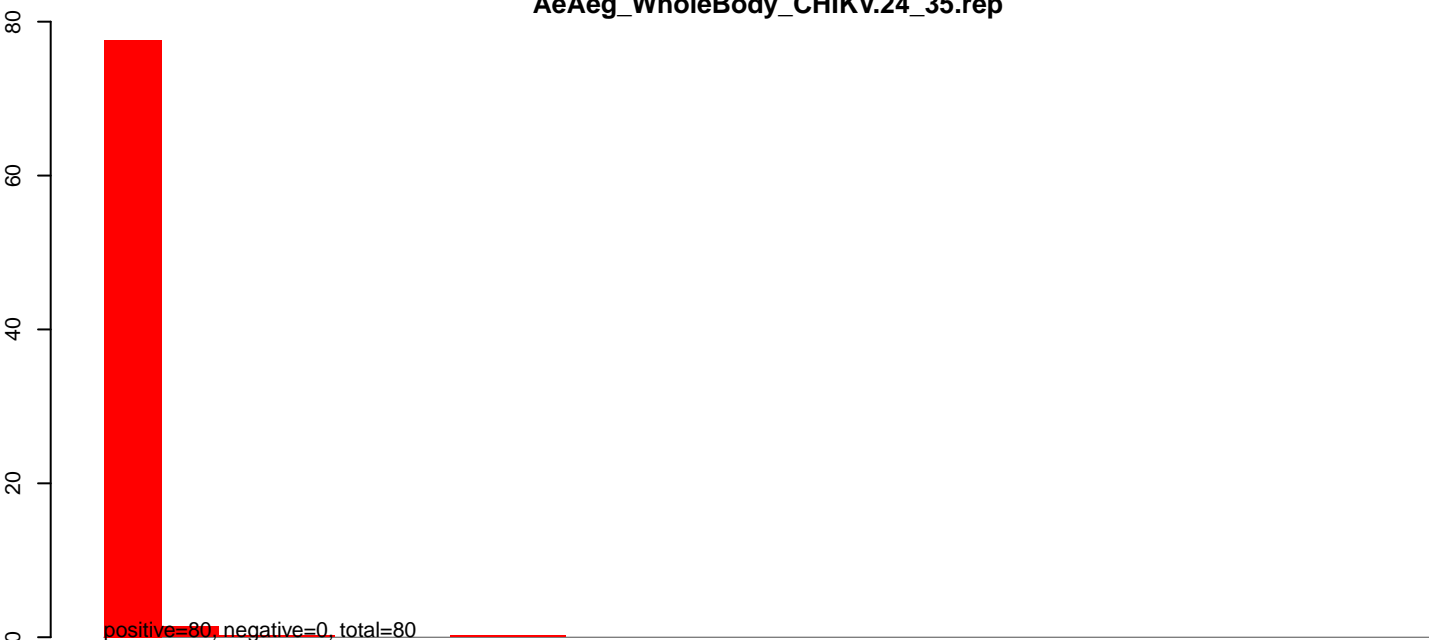 AeAeg_WholeBody_CHIKV.24_35.rep
80
60
40
20
0
positive=80, negative=0, total=80